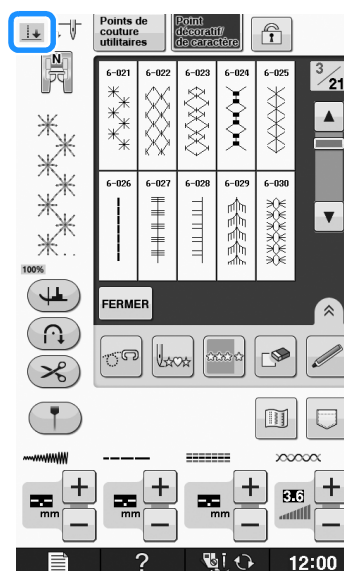 Points de
couture
utilitaires
Point
décoratif/
de caractère
N
3/21
6-021 6-022 6-023 6-024 6-025
6-026 6-027 6-028 6-029 6-030
100%
FERMER
mm mm mm 3.6
? 12:00